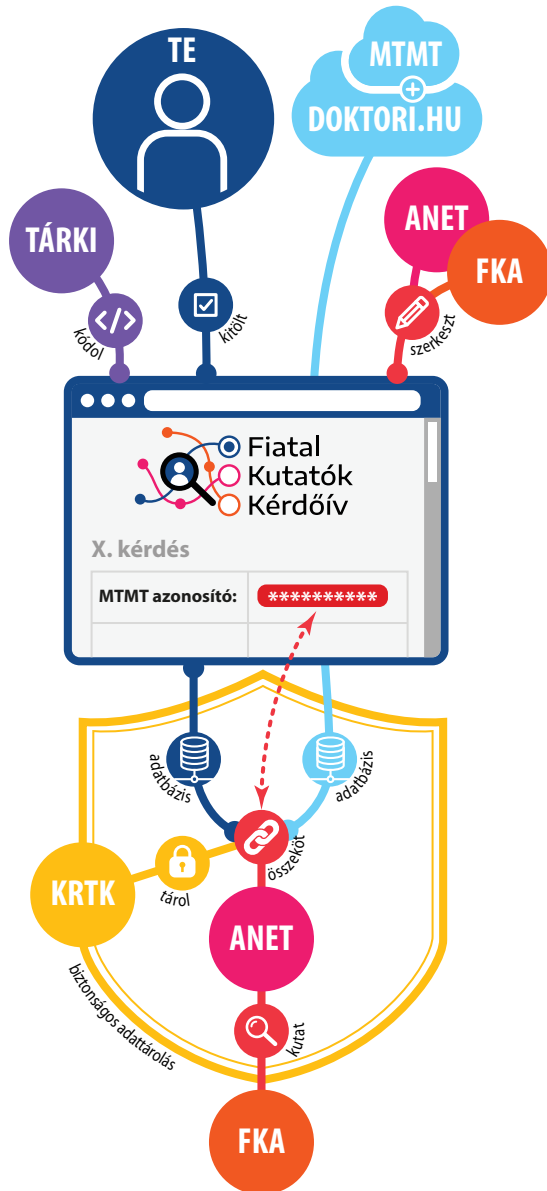 TE
MTMT
DOKTORI.HU
TÁRKI
ANET
FKA
kódol
kitölt
szerkeszt
Fiatal
Kutatók
Kérdőív
X. kérdés
MTMT azonosító: **********
adatbázis
adatbázis
összeköt
KRTK
tárol
ANET
biztonságos adattárolás
kutat
FKA